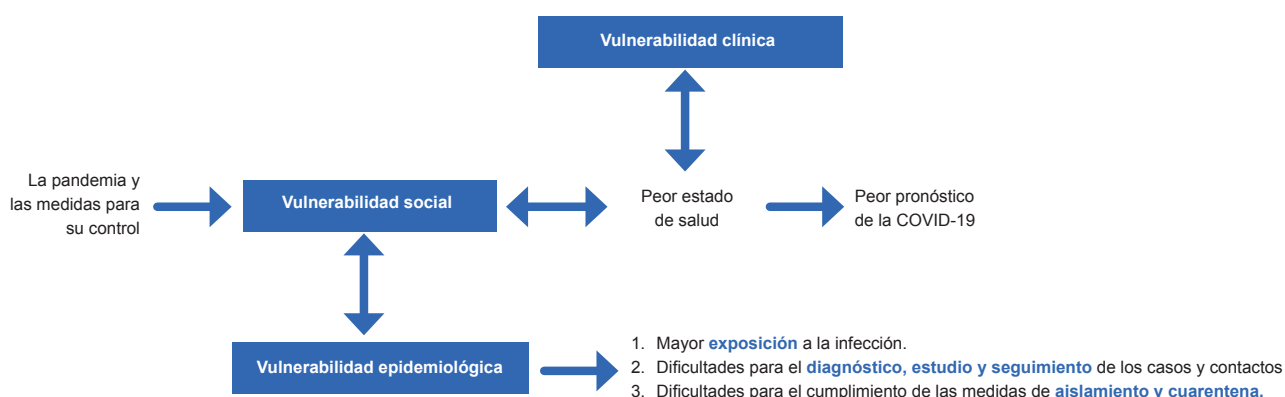 Vulnerabilidad clínica
La pandemia y
las medidas para
su control
Vulnerabilidad social
Peor estado
de salud
Peor pronóstico
de la COVID-19
Vulnerabilidad epidemiológica
1. Mayor exposición a la infección.
2. Dificultades para el diagnóstico, estudio y seguimiento de los casos y contactos
3. Dificultades para el cumplimiento de las medidas de aislamiento y cuarentena.